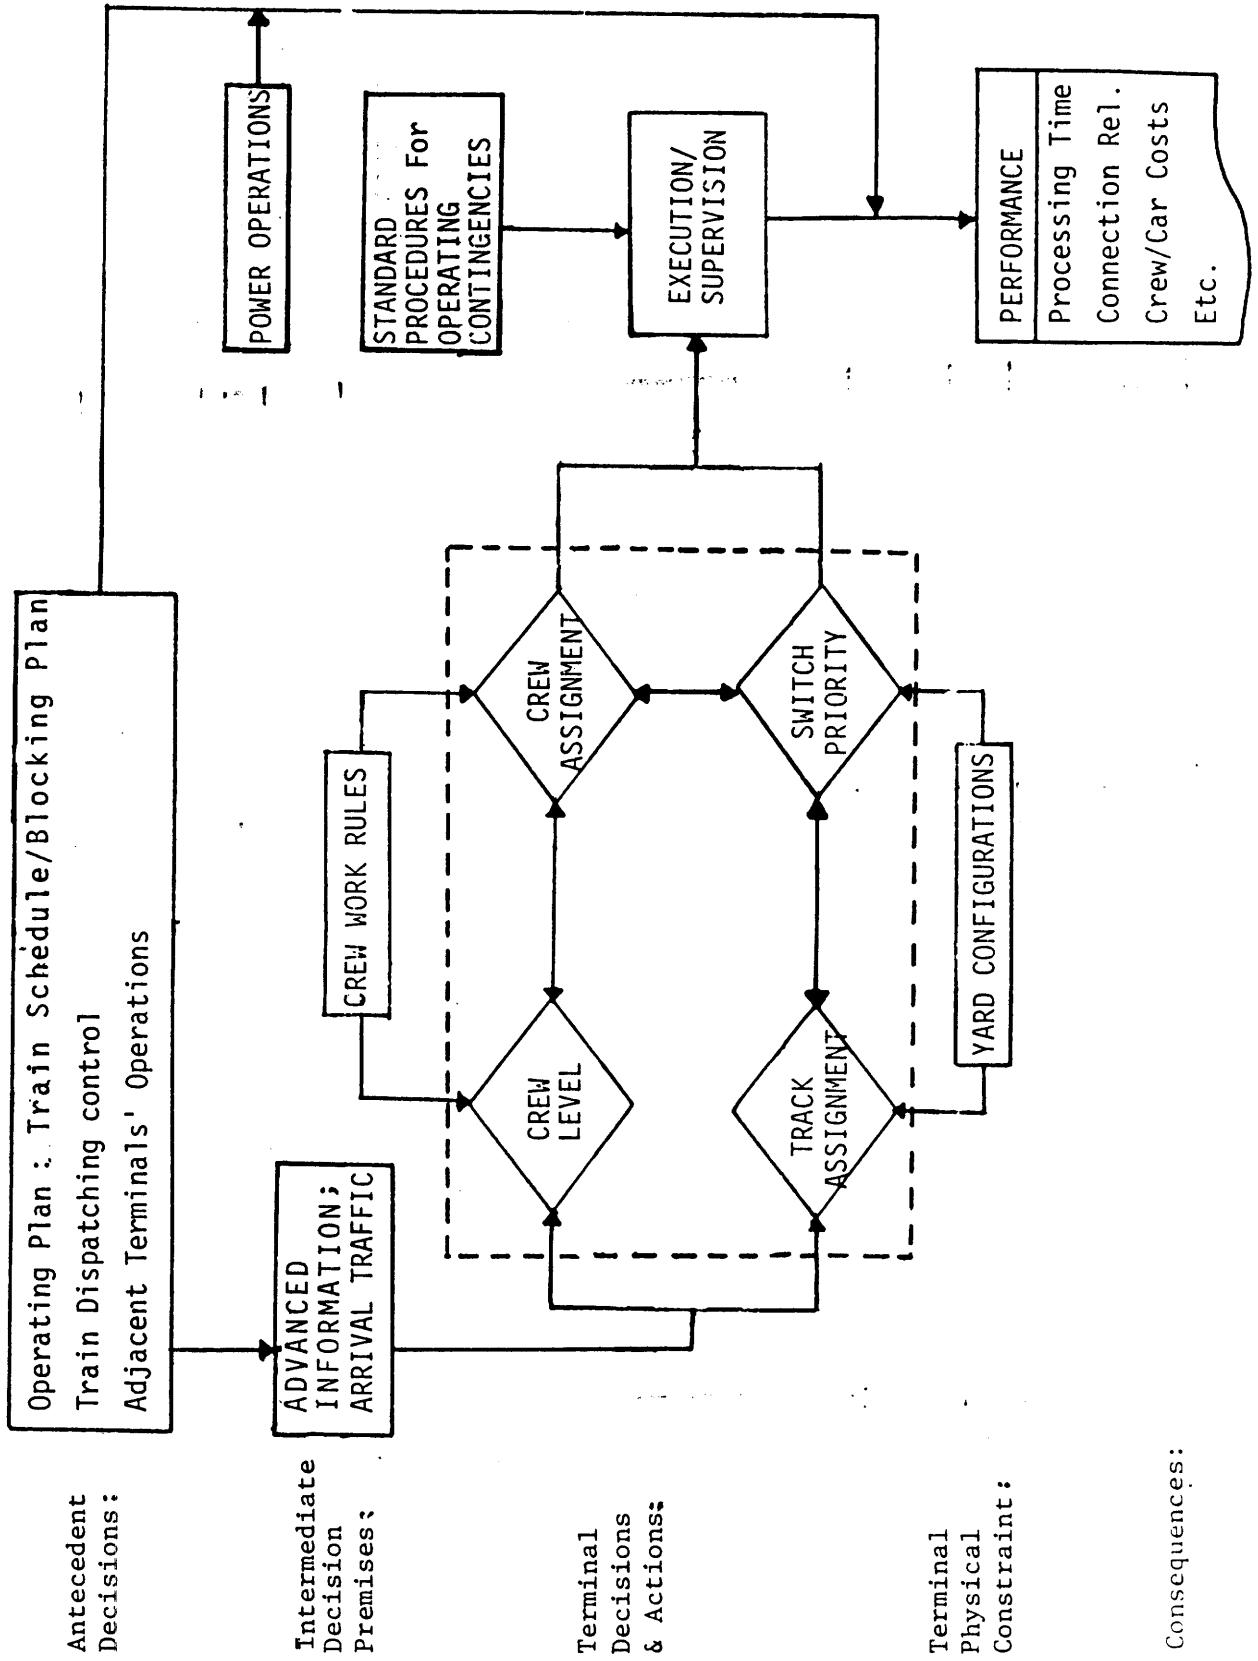 Antecedent
Decisions:
Operating Plan : Train Schedule/Blocking Plan
Train Dispatching control
Adjacent Terminals' Operations
Intermediate
Decision
Premises:
ADVANCED
INFORMATION;
ARRIVAL TRAFFIC
CREW WORK RULES
POWER OPERATIONS
STANDARD
PROCEDURES For
OPERATING
CONTINGENCIES
Terminal
Decisions
& Actions:
CREW
LEVEL
CREW
ASSIGNMENT
TRACK
ASSIGNMENT
SWITCH
PRIORITY
EXECUTION/
SUPERVISION
Terminal
Physical
Constraint:
YARD CONFIGURATIONS
Consequences:
PERFORMANCE
Processing Time
Connection Rel.
Crew/Car Costs
Etc.